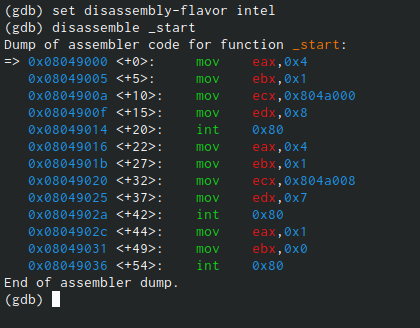 (gdb) set disassembly-flavor intel
(gdb) disassemble _start
Dump of assembler code for function _start:
=> 0x08049000 <+0>:     mov    eax,0x4
   0x08049005 <+5>:     mov    ebx,0x1
   0x0804900a <+10>:    mov    ecx,0x804a000
   0x0804900f <+15>:    mov    edx,0x8
   0x08049014 <+20>:    int    0x80
   0x08049016 <+22>:    mov    eax,0x4
   0x0804901b <+27>:    mov    ebx,0x1
   0x08049020 <+32>:    mov    ecx,0x804a008
   0x08049025 <+37>:    mov    edx,0x7
   0x0804902a <+42>:    int    0x80
   0x0804902c <+44>:    mov    eax,0x1
   0x08049031 <+49>:    mov    ebx,0x0
   0x08049036 <+54>:    int    0x80
End of assembler dump.
(gdb)